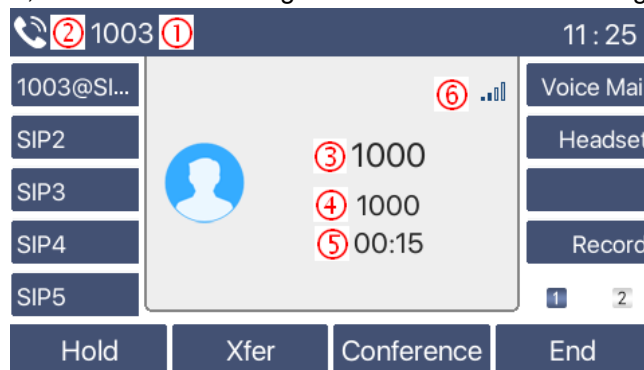 ② 1003 ① 11:25
1003@SI... ⑥ Voice Mai
SIP2 ③ 1000 Headset
SIP3 ④ 1000
SIP4 ⑤ 00:15 Record
SIP5 1 2
Hold Xfer Conference End